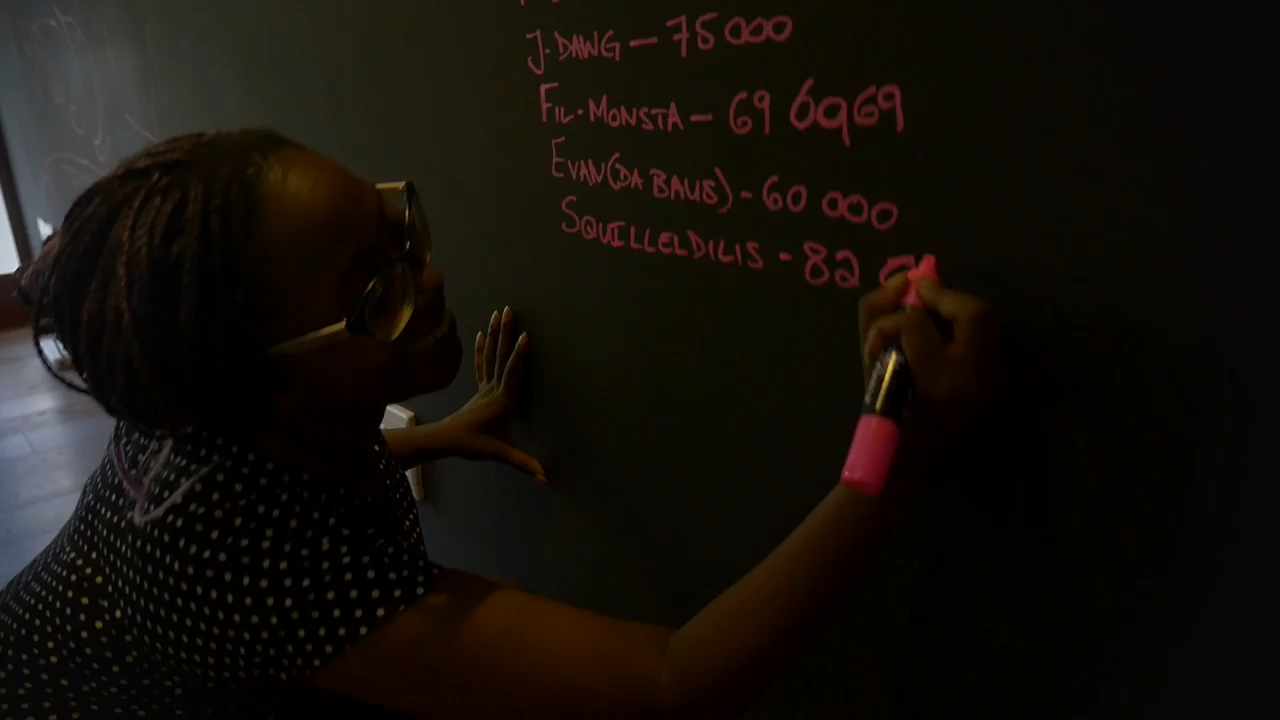 J.DAWG – 75 000
FIL-MONSTA – 69 6969
EVAN(DA BAUS) - 60 000
SQUILLELDILIS - 82